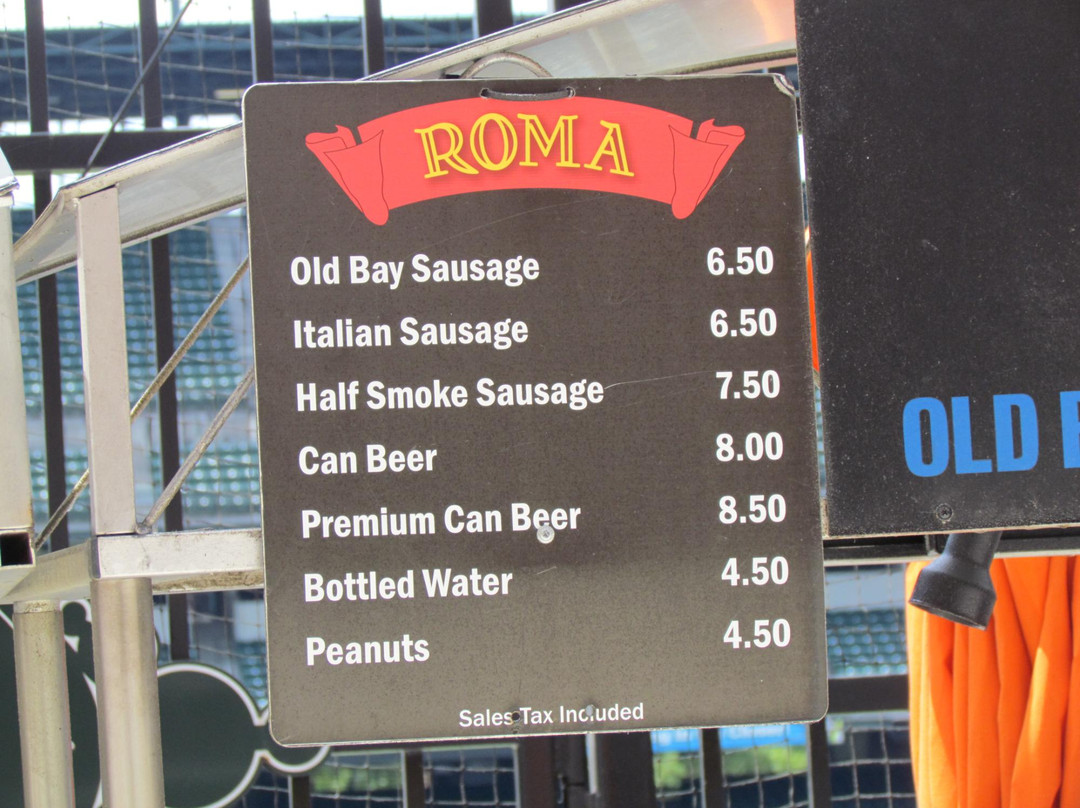 ROMA
Old Bay Sausage 6.50
Italian Sausage 6.50
Half Smoke Sausage 7.50
Can Beer 8.00
Premium Can Beer 8.50
Bottled Water 4.50
Peanuts 4.50
Sales Tax Included
OLD